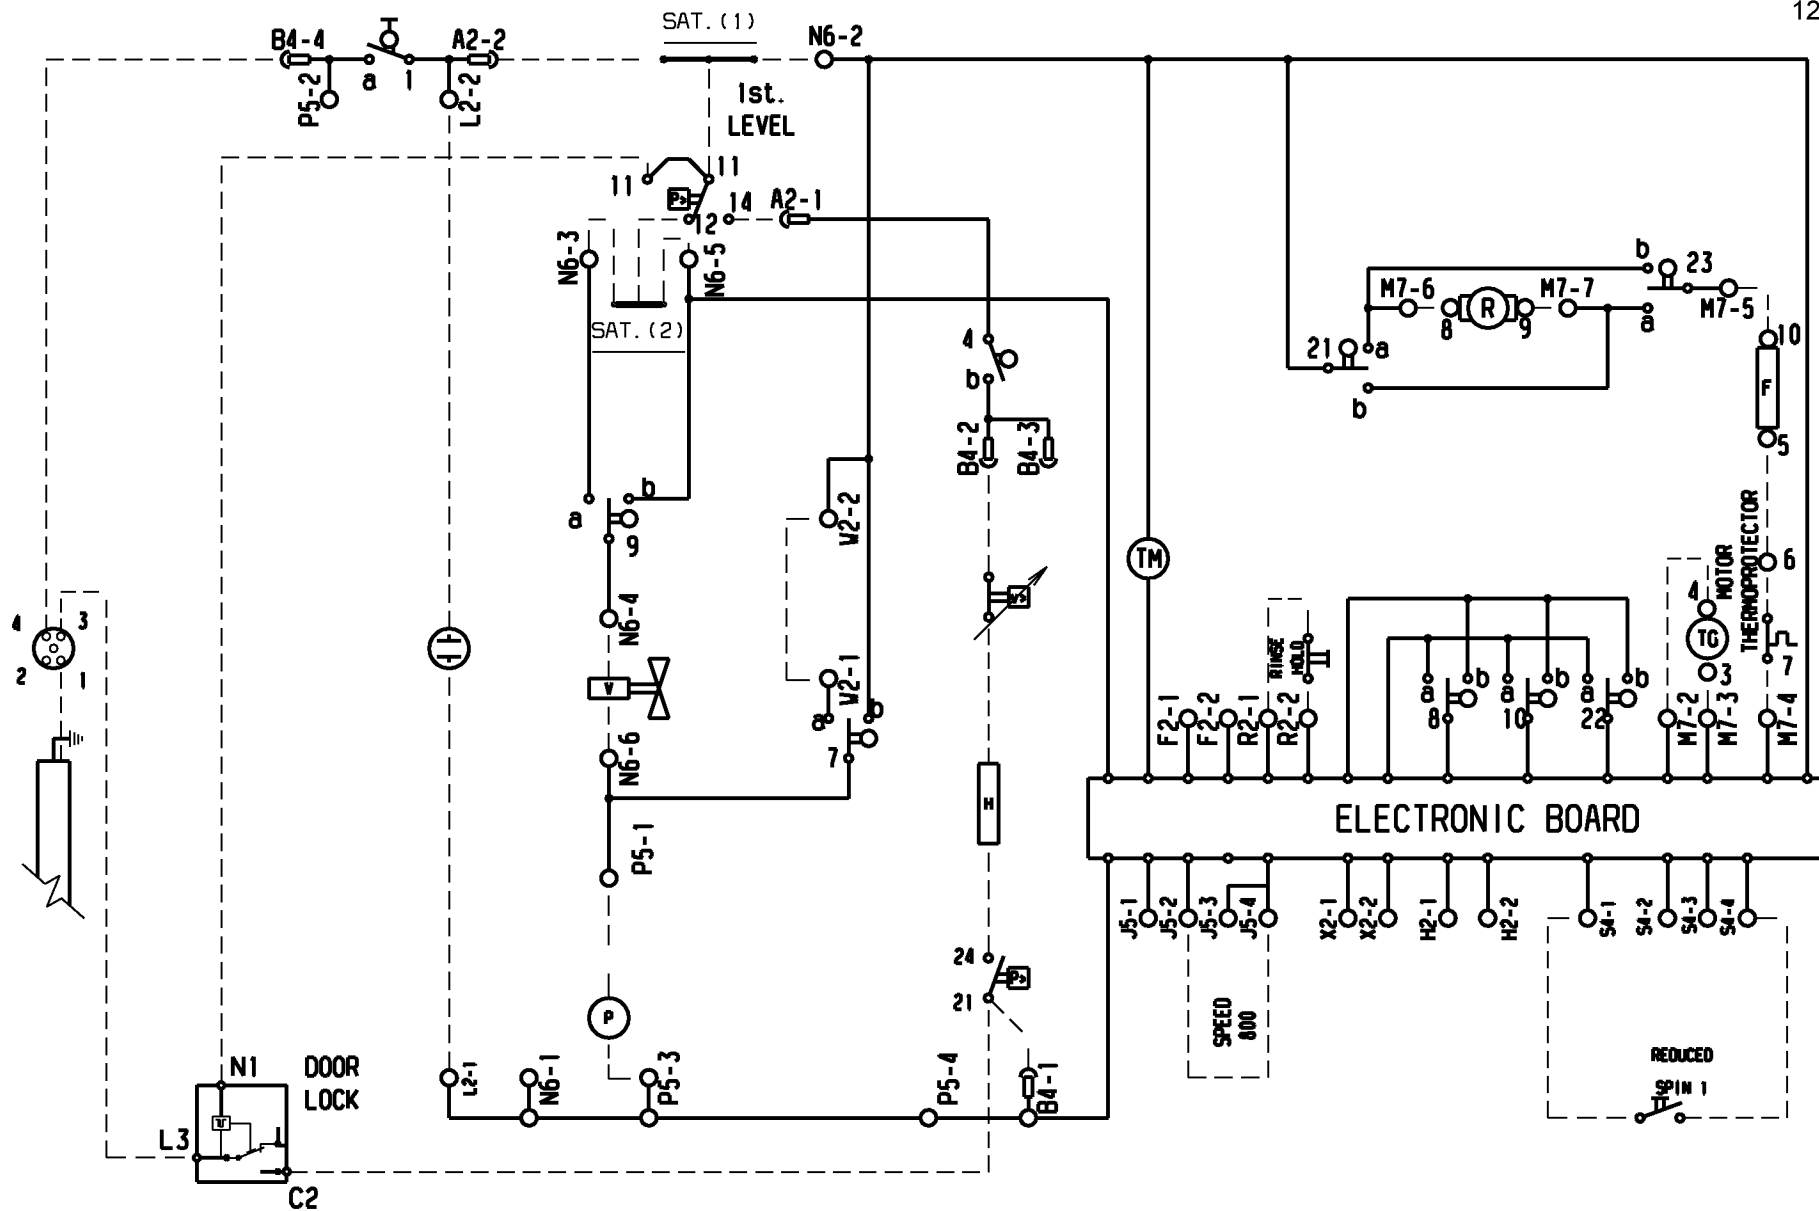 12
SAT.(1)
B4-4
A2-2
N6-2
P5-2
a
1
L2-2
1st.
LEVEL
11
11
P>
12
14
A2-1
N6-3
N6-5
SAT.(2)
b
23
M7-6
R
M7-7
M7-5
8
9
a
21
a
b
10
F
5
4
b
B4-2
B4-3
a
b
9
W2-2
TM
THERMOPROTECTOR
MOTOR
6
4
TG
3
7
N6-4
4
3
2
1
V
W2-1
a
b
7
N6-6
RINSE
HOLD
F2-1
F2-2
R2-1
R2-2
a
b
8
a
b
10
a
b
22
M7-2
M7-3
M7-4
H
ELECTRONIC BOARD
P5-1
J5-1
J5-2
J5-3
J5-4
X2-1
X2-2
H2-1
H2-2
S4-1
S4-2
S4-3
S4-4
24
P>
21
P
SPEED
800
REDUCED
SPIN 1
N1
DOOR
LOCK
L2-1
N6-1
P5-3
P5-4
B4-1
L3
C2